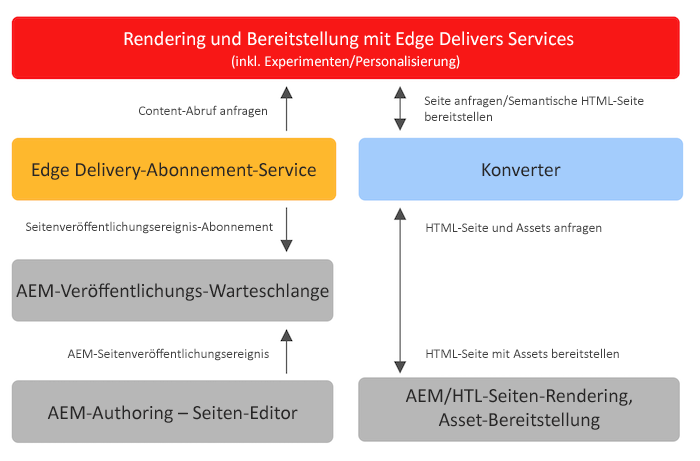 Rendering und Bereitstellung mit Edge Delivers Services
(inkl. Experimenten/Personalisierung)
Content-Abruf anfragen
Seite anfragen/Semantische HTML-Seite
bereitstellen
Edge Delivery-Abonnement-Service
Konverter
Seitenveröffentlichungsereignis-Abonnement
HTML-Seite und Assets anfragen
AEM-Veröffentlichungs-Warteschlange
AEM-Seitenveröffentlichungsereignis
HTML-Seite mit Assets bereitstellen
AEM-Authoring – Seiten-Editor
AEM/HTL-Seiten-Rendering,
Asset-Bereitstellung